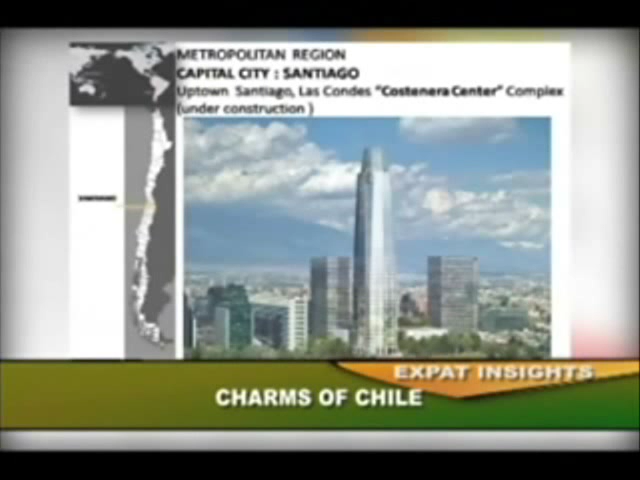 METROPOLITAN REGION
CAPITAL CITY : SANTIAGO
Uptown Santiago, Las Condes "Costenera Center" Complex
(under construction )
EXPAT INSIGHTS
CHARMS OF CHILE